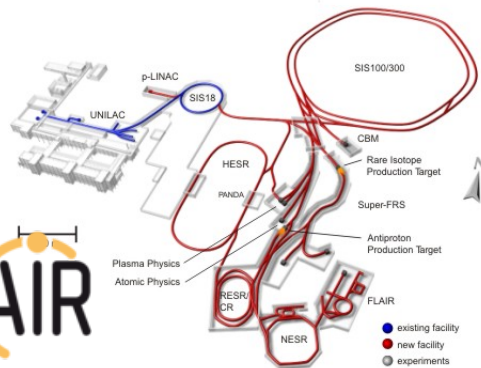 p-LINAC
SIS18
SIS100/300
UNILAC
CBM
HESR
Rare Isotope
Production Target
PANDA
Super-FRS
Plasma Physics
Antiproton
Production Target
Atomic Physics
AIR
RESR/
CR
FLAIR
NESR
existing facility
new facility
experiments